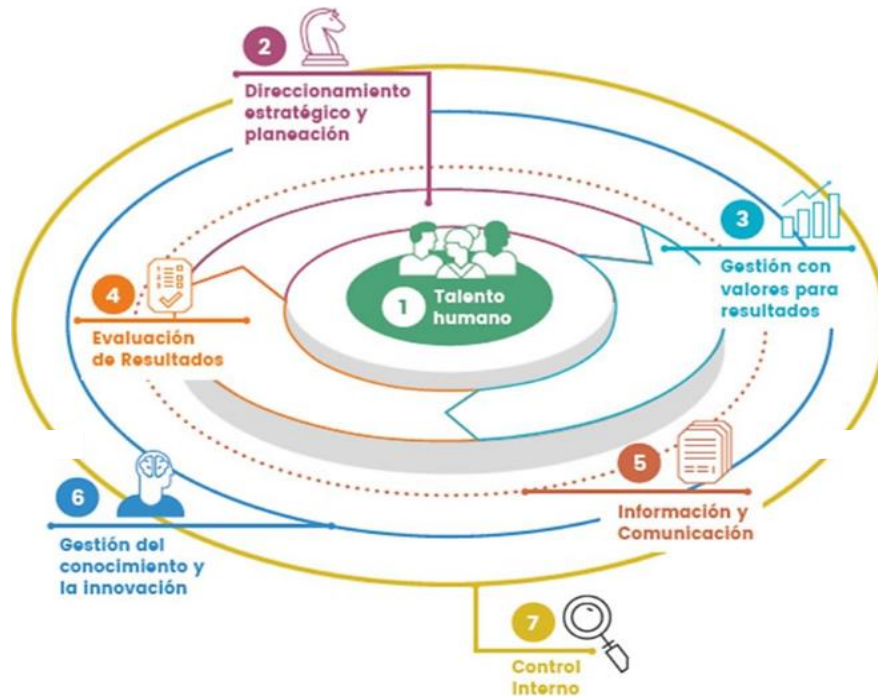 2
Direccionamiento
estratégico y
planeación
3
Gestión con
valores para
resultados
1
Talento
humano
4
Evaluación
de Resultados
5
Información y
Comunicación
6
Gestión del
conocimiento y
la innovación
7
Control
Interno